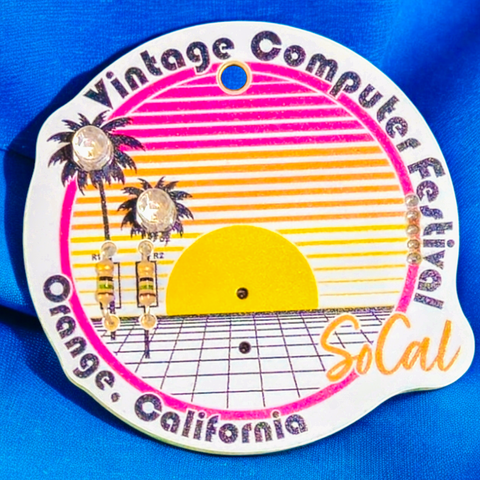 Vintage Computer Festival
SoCal
Orange, California
R1
R2